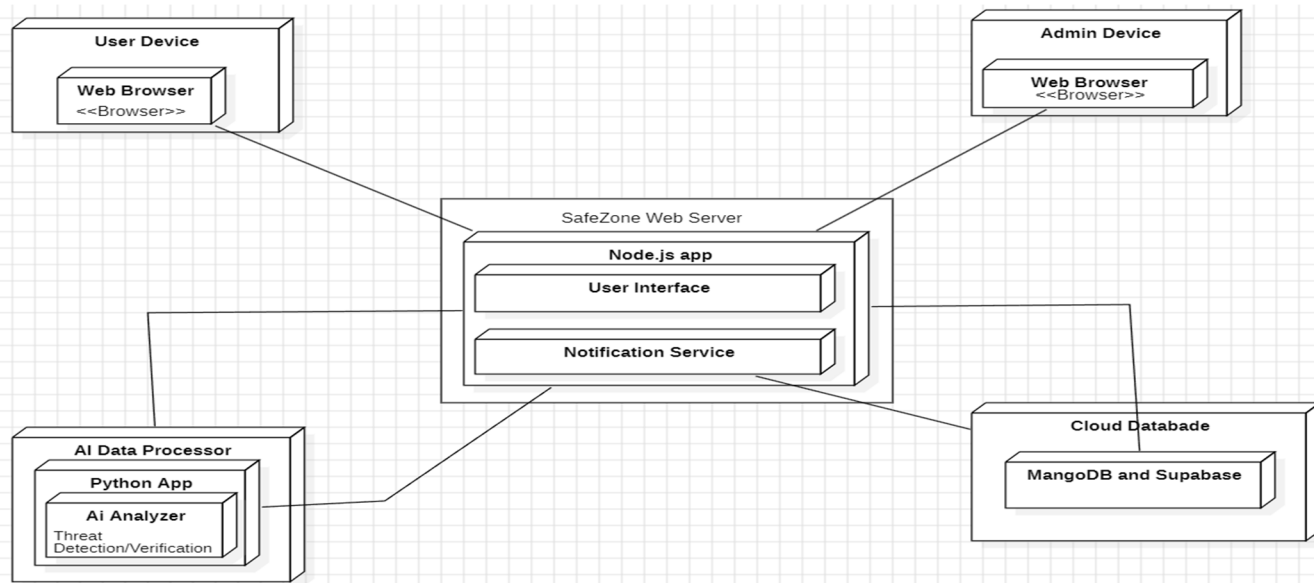 User Device
Web Browser
<<Browser>>
Admin Device
Web Browser
<<Browser>>
SafeZone Web Server
Node.js app
User Interface
Notification Service
AI Data Processor
Python App
Ai Analyzer
Threat
Detection/Verification
Cloud Databade
MangoDB and Supabase